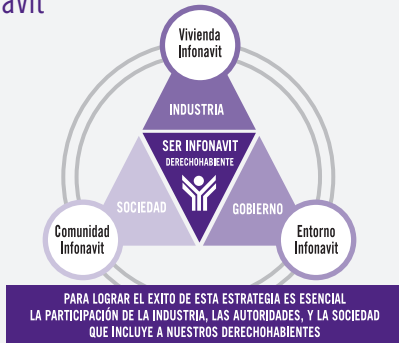 avit
Vivienda
Infonavit
INDUSTRIA
SER INFONAVIT
DERECHOHABIENTE
SOCIEDAD
GOBIERNO
Comunidad
Infonavit
Entorno
Infonavit
PARA LOGRAR EL EXITO DE ESTA ESTRATEGIA ES ESENCIAL
LA PARTICIPACIÓN DE LA INDUSTRIA, LAS AUTORIDADES, Y LA SOCIEDAD
QUE INCLUYE A NUESTROS DERECHOHABIENTES